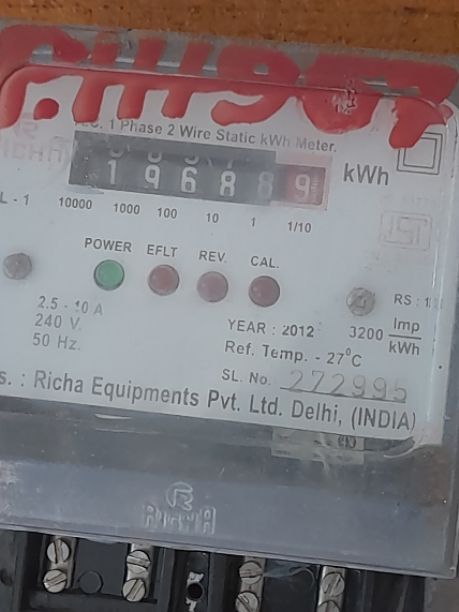 1 Phase 2 Wire Static kWh Meter.
1 9 6 8 8 9 kWh
10000 1000 100 10 1 1/10
POWER EFLT REV. CAL.
2.5 - 10 A
240 V.
50 Hz.
YEAR : 2012
3200 Imp/kWh
Ref. Temp. - 27°C
SL. No. 272995
Richa Equipments Pvt. Ltd. Delhi, (INDIA)
RICHA